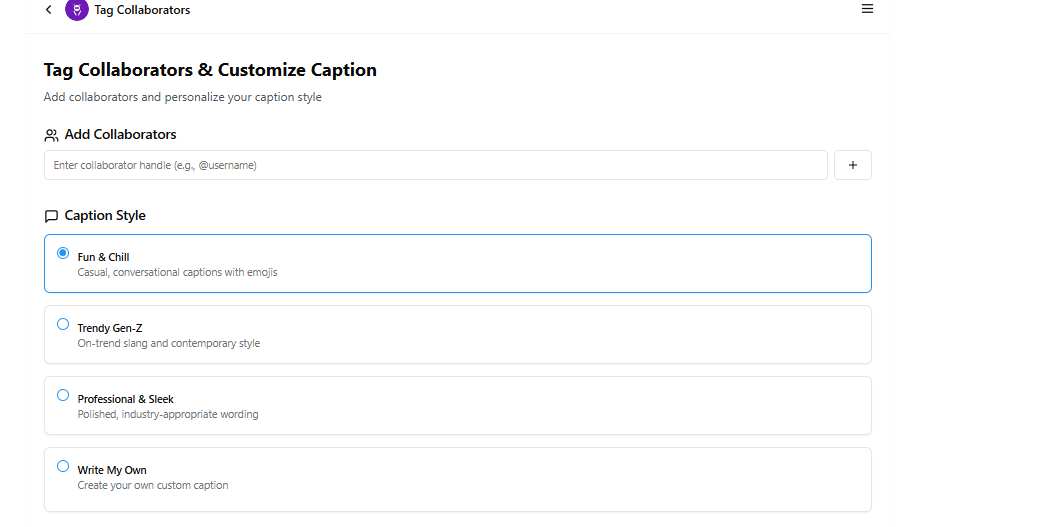 Tag Collaborators
Tag Collaborators & Customize Caption
Add collaborators and personalize your caption style
Add Collaborators
Enter collaborator handle (e.g., @username)
+
Caption Style
Fun & Chill
Casual, conversational captions with emojis
Trendy Gen-Z
On-trend slang and contemporary style
Professional & Sleek
Polished, industry-appropriate wording
Write My Own
Create your own custom caption